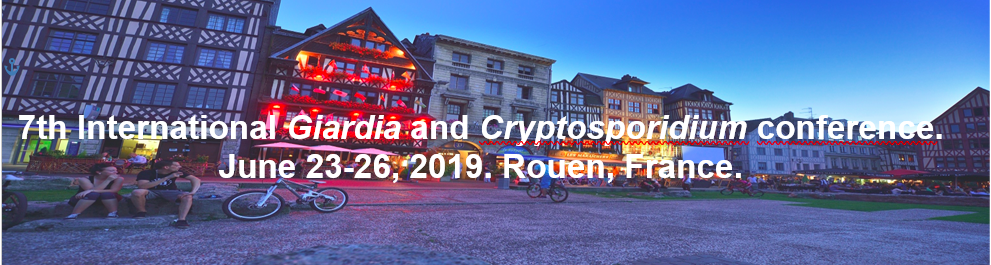 7th International Giardia and Cryptosporidium conference.
June 23-26, 2019. Rouen, France.